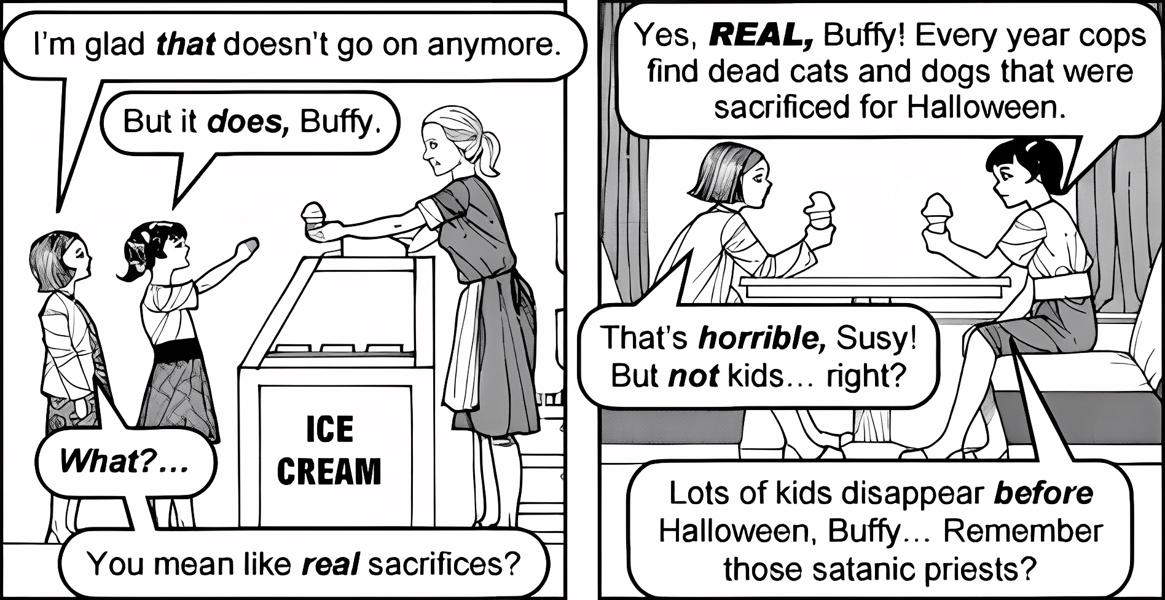 I'm glad that doesn't go on anymore.
But it does, Buffy.
What?...
You mean like real sacrifices?
ICE
CREAM
Yes, REAL, Buffy! Every year cops
find dead cats and dogs that were
sacrificed for Halloween.
That's horrible, Susy!
But not kids... right?
Lots of kids disappear before
Halloween, Buffy... Remember
those satanic priests?